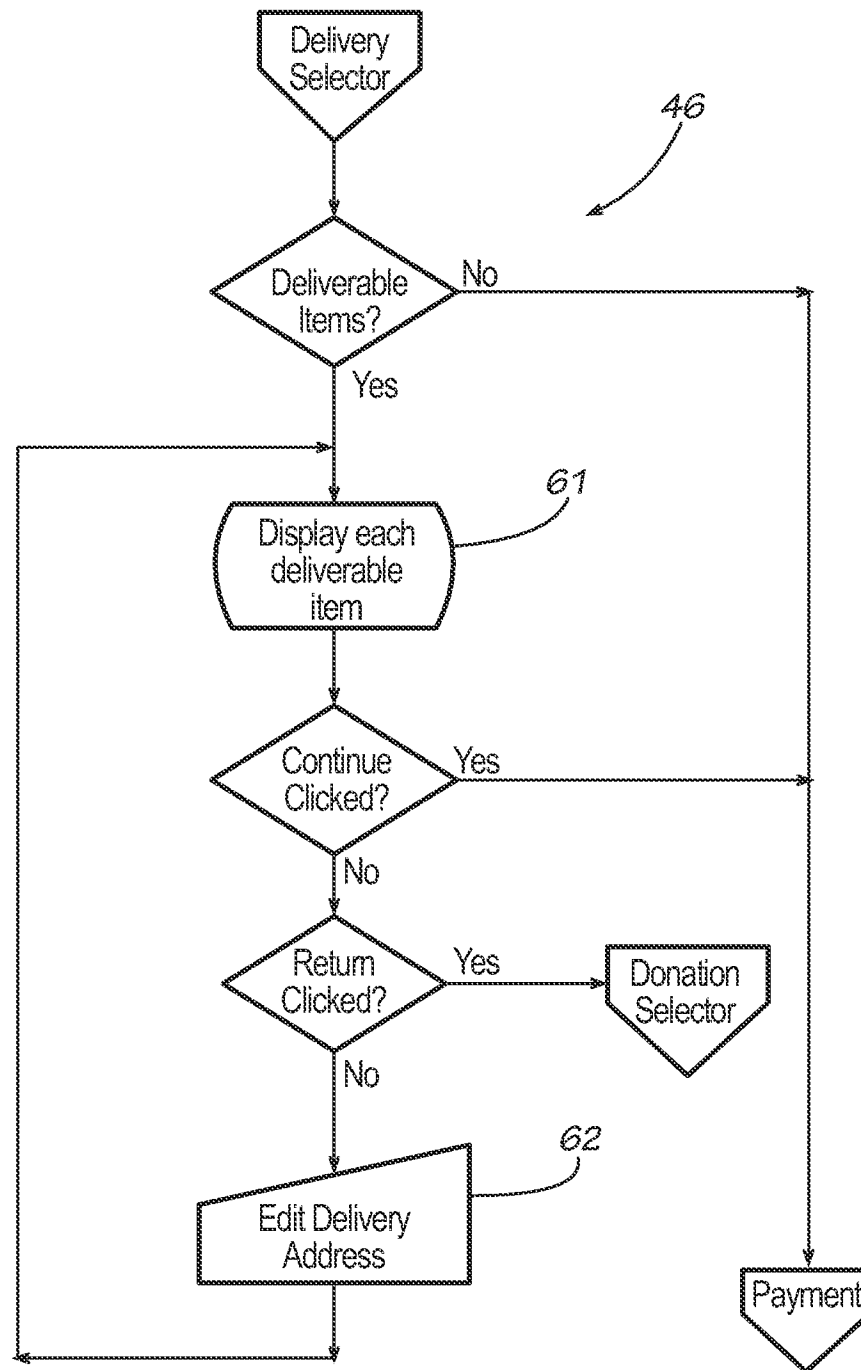 Delivery
Selector
46
Deliverable
Items?
No
Yes
61
Display each
deliverable
item
Continue
Clicked?
Yes
No
Return
Clicked?
Yes
Donation
Selector
No
62
Edit Delivery
Address
Payment